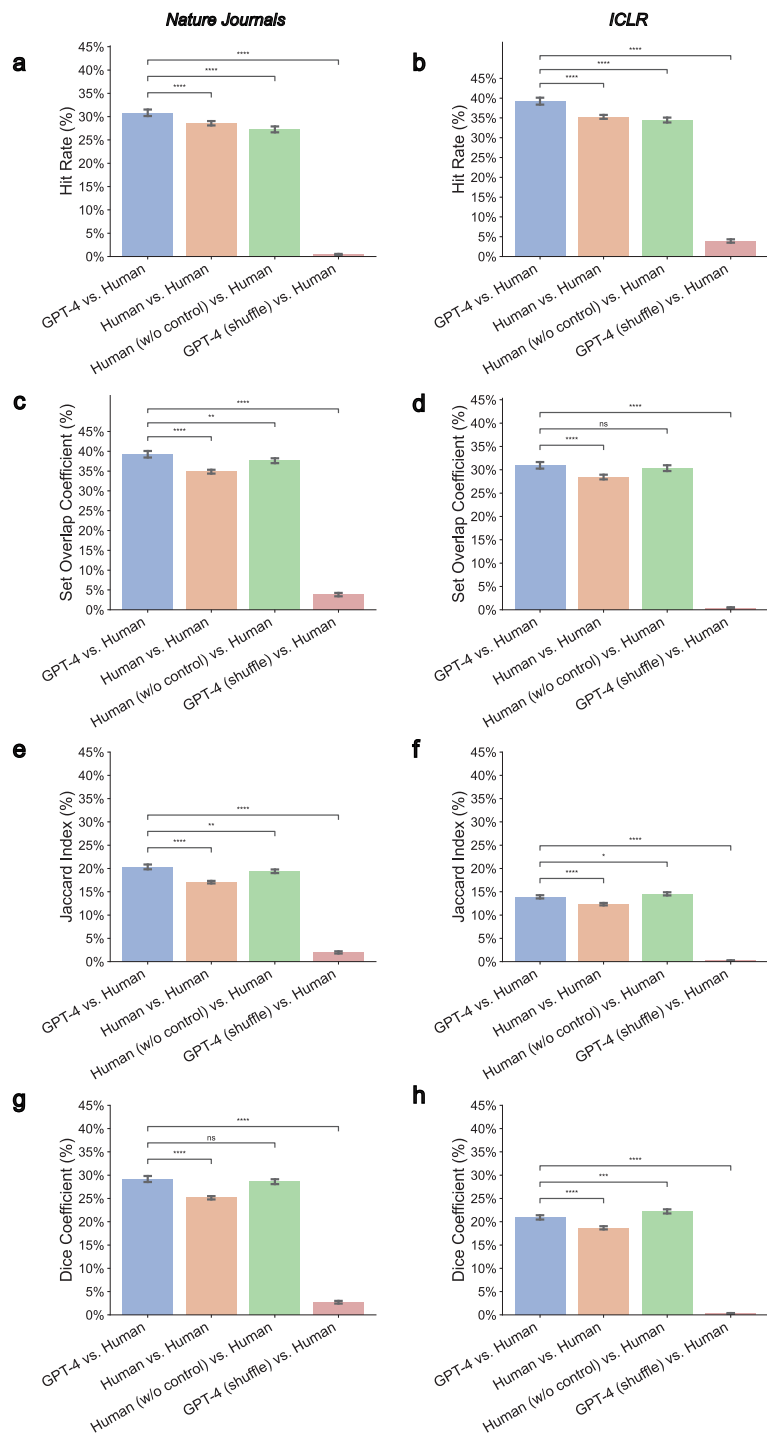 Nature Journals
ICLR
a
Hit Rate (%)
45%
40%
35%
30%
25%
20%
15%
10%
5%
0%
****
****
****
GPT-4 vs. Human
Human vs. Human
Human (w/o control) vs. Human
GPT-4 (shuffle) vs. Human
b
Hit Rate (%)
45%
40%
35%
30%
25%
20%
15%
10%
5%
0%
****
****
****
GPT-4 vs. Human
Human vs. Human
Human (w/o control) vs. Human
GPT-4 (shuffle) vs. Human
c
Set Overlap Coefficient (%)
45%
40%
35%
30%
25%
20%
15%
10%
5%
0%
****
**
****
GPT-4 vs. Human
Human vs. Human
Human (w/o control) vs. Human
GPT-4 (shuffle) vs. Human
d
Set Overlap Coefficient (%)
45%
40%
35%
30%
25%
20%
15%
10%
5%
0%
****
ns
****
GPT-4 vs. Human
Human vs. Human
Human (w/o control) vs. Human
GPT-4 (shuffle) vs. Human
e
Jaccard Index (%)
45%
40%
35%
30%
25%
20%
15%
10%
5%
0%
****
**
****
GPT-4 vs. Human
Human vs. Human
Human (w/o control) vs. Human
GPT-4 (shuffle) vs. Human
f
Jaccard Index (%)
45%
40%
35%
30%
25%
20%
15%
10%
5%
0%
****
*
****
GPT-4 vs. Human
Human vs. Human
Human (w/o control) vs. Human
GPT-4 (shuffle) vs. Human
g
Dice Coefficient (%)
45%
40%
35%
30%
25%
20%
15%
10%
5%
0%
****
ns
****
GPT-4 vs. Human
Human vs. Human
Human (w/o control) vs. Human
GPT-4 (shuffle) vs. Human
h
Dice Coefficient (%)
45%
40%
35%
30%
25%
20%
15%
10%
5%
0%
****
***
****
GPT-4 vs. Human
Human vs. Human
Human (w/o control) vs. Human
GPT-4 (shuffle) vs. Human